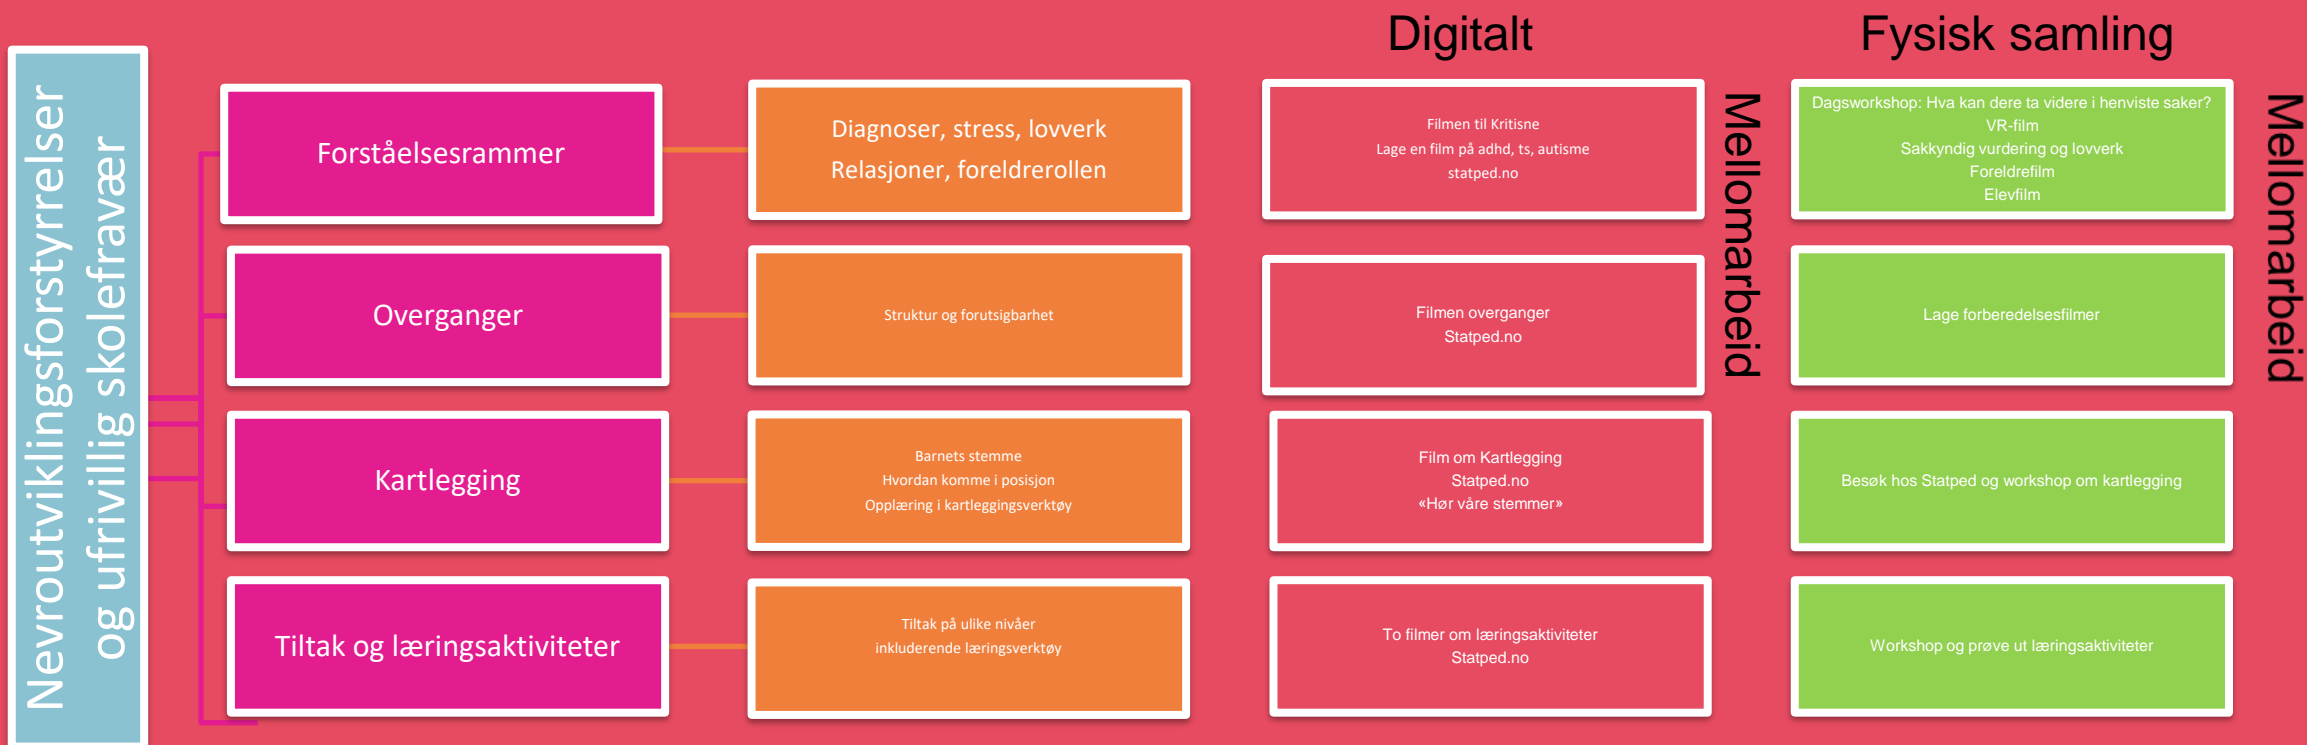 Digitalt
Fysisk samling
Nevroutviklingsforstyrrelser
og ufrivillig skolefravær
Forståelsesrammer
Diagnoser, stress, lovverk
Relasjoner, foreldrerollen
Filmen til Kritisne
Lage en film på adhd, ts, autisme
statped.no
Mellomarbeid
Dagsworkshop: Hva kan dere ta videre i henviste saker?
VR-film
Sakkyndig vurdering og lovverk
Foreldrefilm
Elevfilm
Mellomarbeid
Overganger
Struktur og forutsigbarhet
Filmen overganger
Statped.no
Lage forberedelsesfilmer
Kartlegging
Barnets stemme
Hvordan komme i posisjon
Opplæring i kartleggingsverktøy
Film om Kartlegging
Statped.no
«Hør våre stemmer»
Besøk hos Statped og workshop om kartlegging
Tiltak og læringsaktiviteter
Tiltak på ulike nivåer
inkluderende læringsverktøy
To filmer om læringsaktiviteter
Statped.no
Workshop og prøve ut læringsaktiviteter